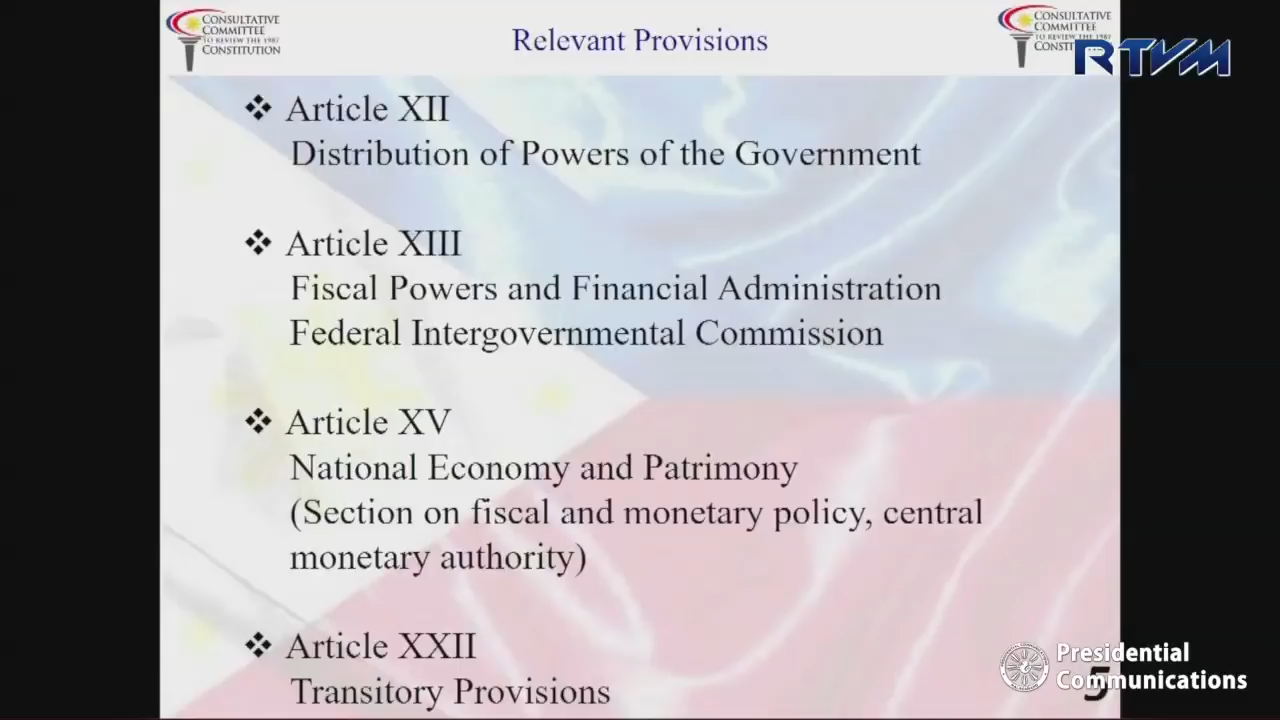 CONSULTATIVE
COMMITTEE
TO REVIEW THE 1987
CONSTITUTION
Relevant Provisions
CONSULTATIVE
COMMITTEE
TO REVIEW THE 1987
RTVM
❖ Article XII
Distribution of Powers of the Government
❖ Article XIII
Fiscal Powers and Financial Administration
Federal Intergovernmental Commission
❖ Article XV
National Economy and Patrimony
(Section on fiscal and monetary policy, central
monetary authority)
❖ Article XXII
Transitory Provisions
Presidential
Communications
5